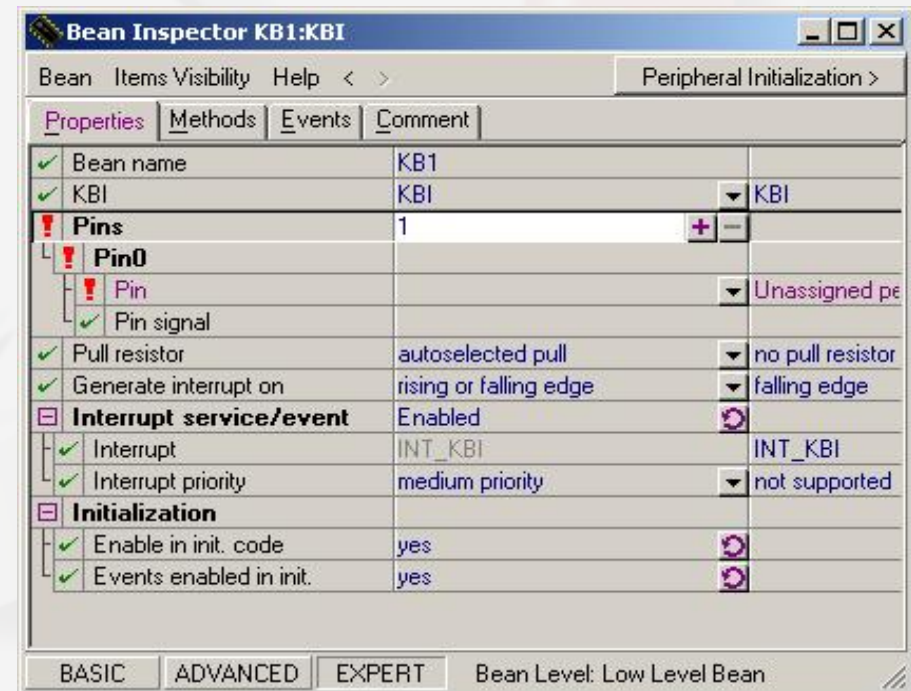 Bean Inspector KB1:KBI
Bean Items Visibility Help < > Peripheral Initialization >
Properties Methods Events Comment
Bean name KB1
KBI KBI KBI
Pins 1
Pin0
Pin Unassigned pe
Pin signal
Pull resistor autoselected pull no pull resistor
Generate interrupt on rising or falling edge falling edge
Interrupt service/event Enabled
Interrupt INT_KBI INT_KBI
Interrupt priority medium priority not supported
Initialization
Enable in init. code yes
Events enabled in init. yes
BASIC ADVANCED EXPERT Bean Level: Low Level Bean